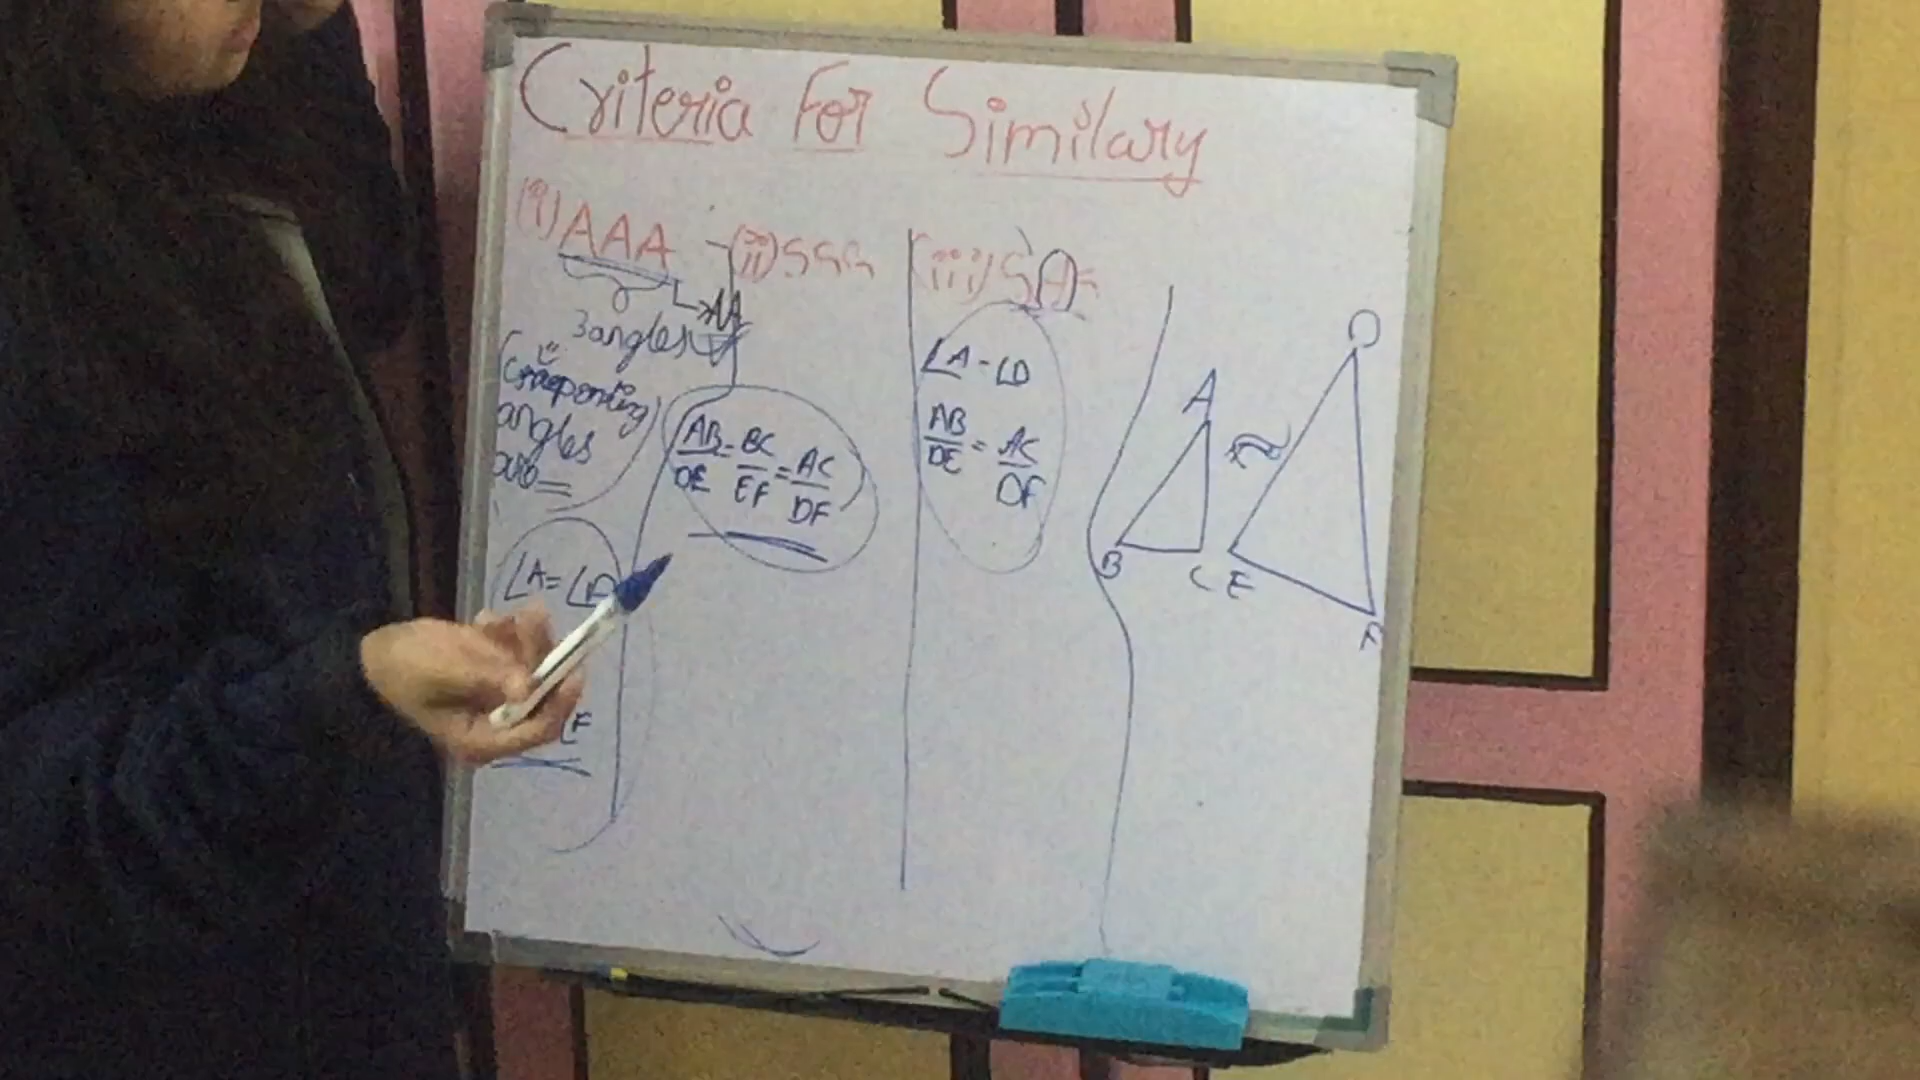 Criteria For Similary
(i) AAA
(ii) SSS
(iii) SAS
→AA
3 angles
angles
are =
∠A = ∠D
F
AB/DE = BC/EF = AC/DF
∠A = ∠D
AB/DE = AC/DF
A
B
C
~
D
E
F